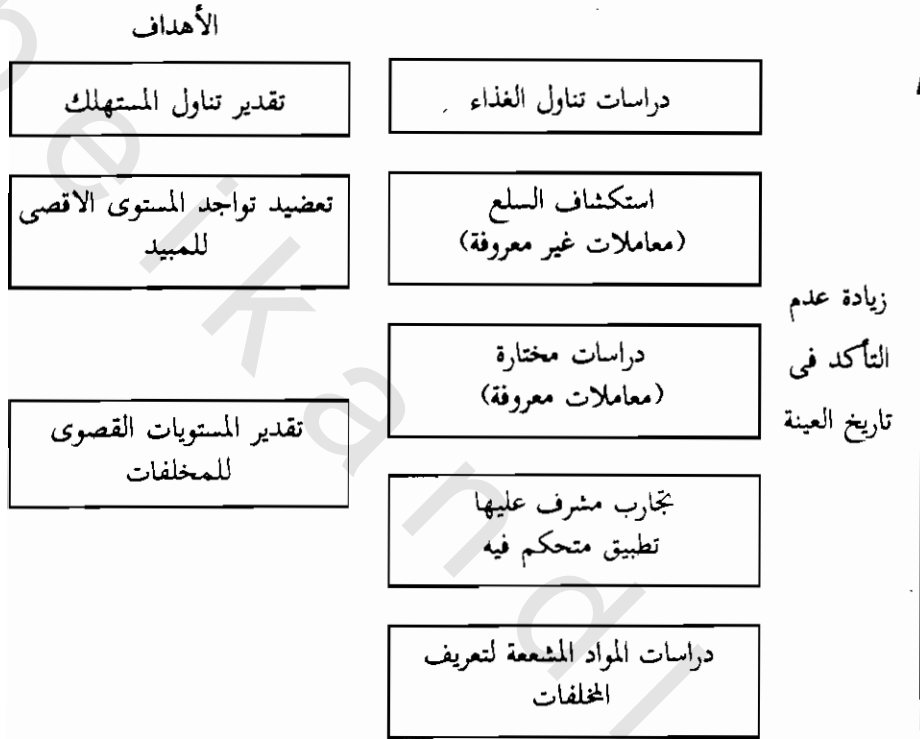 الأهداف
دراسات تناول الغذاء
تقدير تناول المستهلك
استكشاف السلع
(معاملات غير معروفة)
تعضيد تواجد المستوى الاقصى
للمبيد
زيادة عدم
التأكد فى
تاريخ العينة
دراسات مختارة
(معاملات معروفة)
تقدير المستويات القصوى
للمخلفات
تجارب مشرف عليها
تطبيق متحكم فيه
دراسات المواد المشععة لتعريف
المخلفات
eikandl